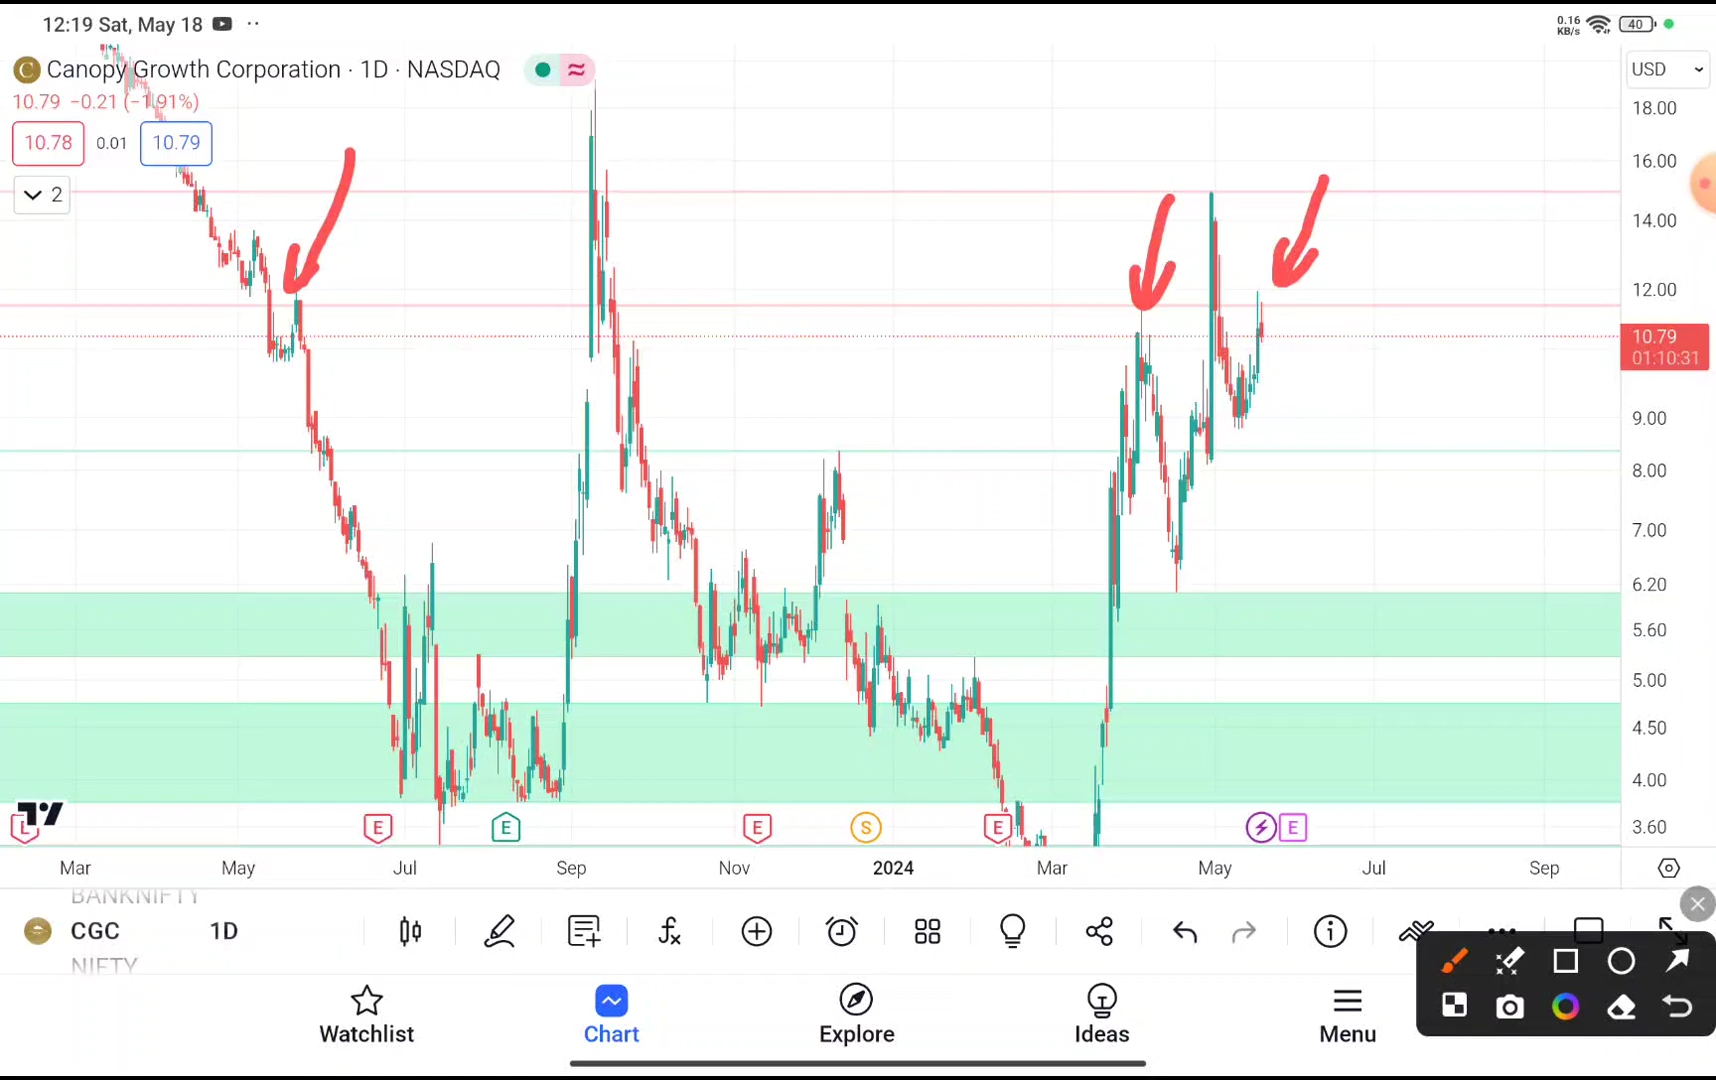 12:19 Sat, May 18
0.16
KB/s
40
C Canopy Growth Corporation · 1D · NASDAQ
USD
10.79 −0.21 (−1.91%)
10.78 0.01 10.79
2
18.00
16.00
14.00
12.00
10.79
01:10:31
9.00
8.00
7.00
6.20
5.60
5.00
4.50
4.00
3.60
E E E S E E
Mar May Jul Sep Nov 2024 Mar May Jul Sep
BANKNIFTY
CGC 1D
NIFTY
Watchlist Chart Explore Ideas Menu